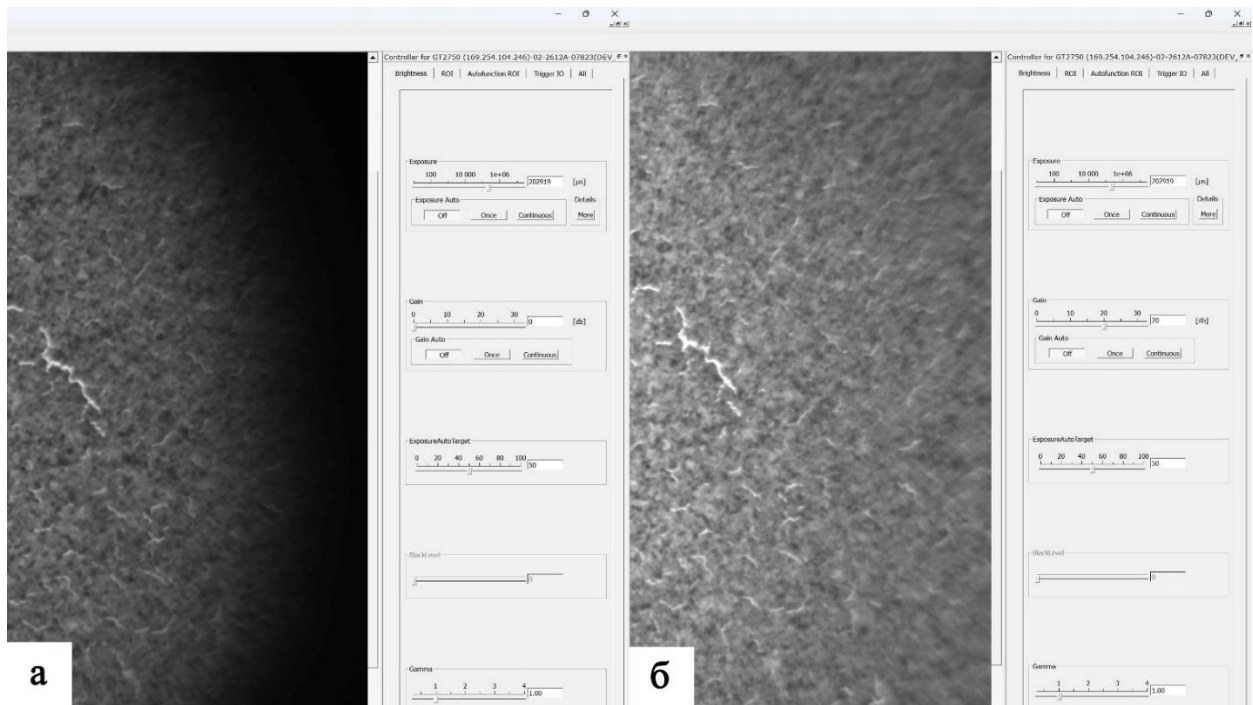 Controller for GT2750 (169.254.104.246)-02-2612A-07823(DEV_
Brightness ROI Autofunction ROI Trigger IO All
Exposure
100 10 000 1e+06
202919 [µs]
Exposure Auto
Off Once Continuous
Details
More
Gain
0 10 20 30
0 [db]
Gain Auto
Off Once Continuous
ExposureAutoTarget
0 20 40 60 80 100
50
BlackLevel
0
Gamma
1 2 3 4
1.00
а
Controller for GT2750 (169.254.104.246)-02-2612A-07823(DEV_
Brightness ROI Autofunction ROI Trigger IO All
Exposure
100 10 000 1e+06
202919 [µs]
Exposure Auto
Off Once Continuous
Details
More
Gain
0 10 20 30
20 [db]
Gain Auto
Off Once Continuous
ExposureAutoTarget
0 20 40 60 80 100
50
BlackLevel
0
Gamma
1 2 3 4
1.00
б